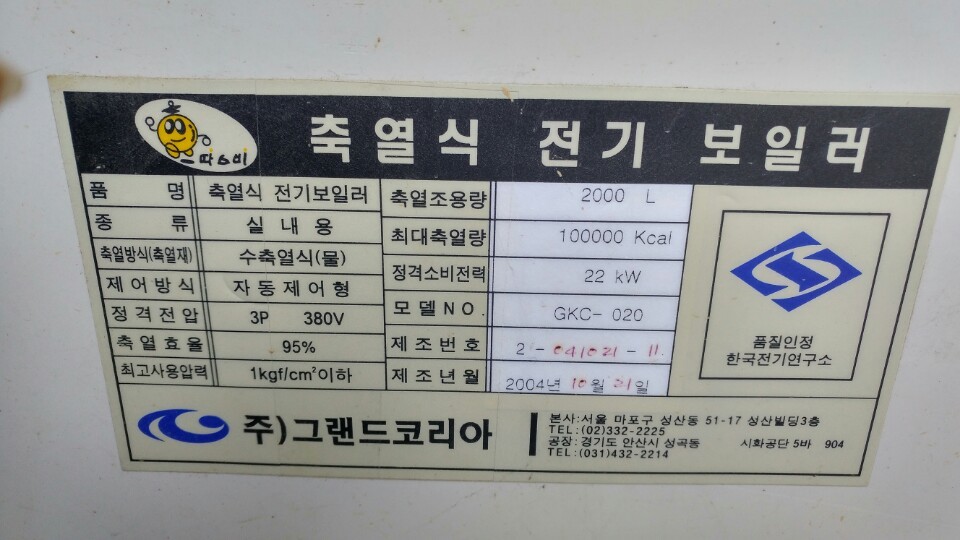 따스비
축열식 전기 보일러
품 명 축열식 전기보일러 축열조용량 2000 L
종 류 실 내 용 최대축열량 100000 Kcal
축열방식(축열재) 수축열식(물) 정격소비전력 22 kW
제어방식 자동제어형 모델NO. GKC-020
정격전압 3P 380V 제조번호 2-041021-11
축열효율 95% 제조년월 2004년 10월 21일
최고사용압력 1kgf/cm²이하
품질인정
한국전기연구소
주)그랜드코리아
본사:서울 마포구 성산동 51-17 성산빌딩3층
TEL:(02)332-2225
공장:경기도 안산시 성곡동 시화공단 5바 904
TEL:(031)432-2214